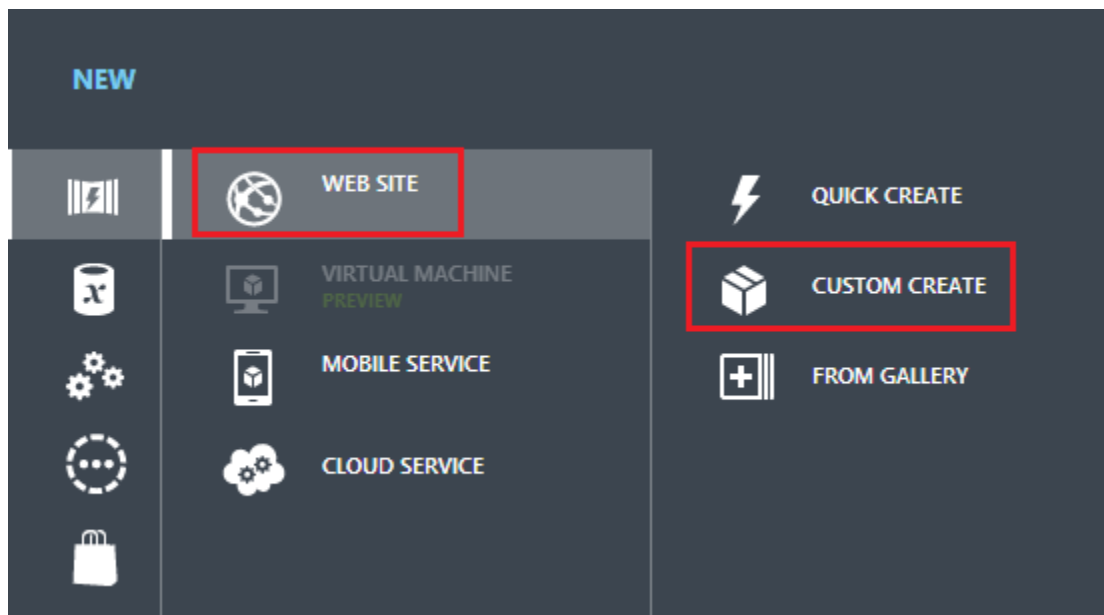 NEW
WEB SITE
VIRTUAL MACHINE
PREVIEW
MOBILE SERVICE
CLOUD SERVICE
QUICK CREATE
CUSTOM CREATE
FROM GALLERY